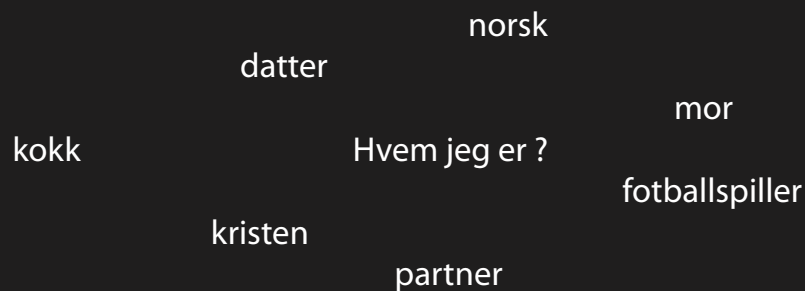 norsk
datter
mor
kokk
Hvem jeg er ?
fotballspiller
kristen
partner